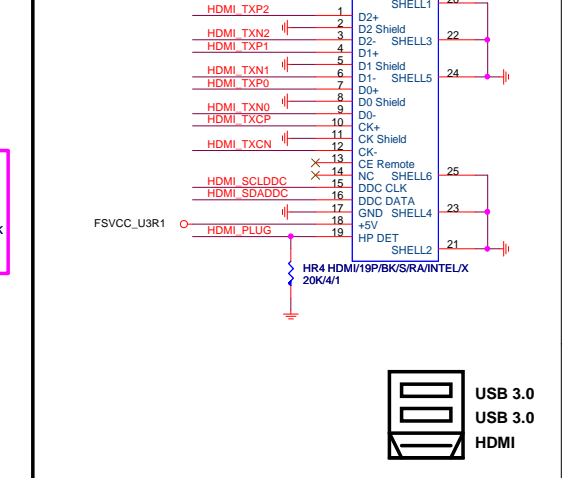 SHELL1 20
HDMI_TXP2 1 D2+
2 D2 Shield
HDMI_TXN2 3 D2- SHELL3 22
HDMI_TXP1 4 D1+
5 D1 Shield
HDMI_TXN1 6 D1- SHELL5 24
HDMI_TXP0 7 D0+
8 D0 Shield
HDMI_TXN0 9 D0-
HDMI_TXCP 10 CK+
11 CK Shield
HDMI_TXCN 12 CK-
13 CE Remote
14 NC SHELL6 25
HDMI_SCLDDC 15 DDC CLK
HDMI_SDADDC 16 DDC DATA
17 GND SHELL4 23
FSVCC_U3R1 18 +5V
HDMI_PLUG 19 HP DET
SHELL2 21
HR4 HDMI/19P/BK/S/RA/INTEL/X
20K/4/1
USB 3.0
USB 3.0
HDMI